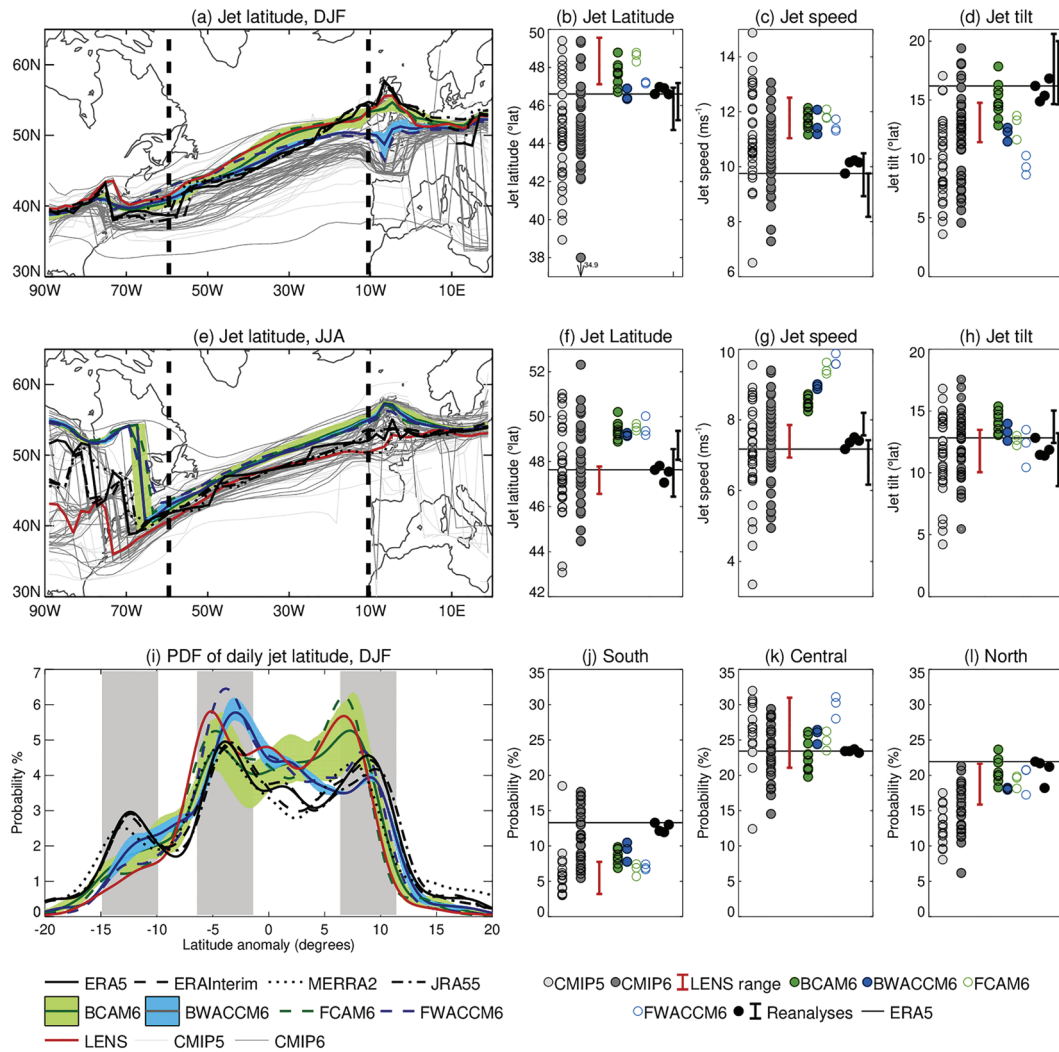 (a) Jet latitude, DJF
60N
50N
40N
30N
90W 70W 50W 30W 10W 10E
(b) Jet Latitude
Jet latitude (°lat)
50
48
46
44
42
40
38
34.9
(c) Jet speed
Jet speed (ms⁻¹)
14
12
10
8
6
(d) Jet tilt
Jet tilt (°lat)
20
15
10
5
0
(e) Jet latitude, JJA
60N
50N
40N
30N
90W 70W 50W 30W 10W 10E
(f) Jet Latitude
Jet latitude (°lat)
52
50
48
46
44
42
(g) Jet speed
Jet speed (ms⁻¹)
10
8
6
4
(h) Jet tilt
Jet tilt (°lat)
20
15
10
5
0
(i) PDF of daily jet latitude, DJF
Probability %
7
6
5
4
3
2
1
0
-20 -15 -10 -5 0 5 10 15 20
Latitude anomaly (degrees)
(j) South
Probability (%)
35
30
25
20
15
10
5
0
(k) Central
Probability (%)
35
30
25
20
15
10
5
0
(l) North
Probability (%)
35
30
25
20
15
10
5
0
ERA5 ERAInterim MERRA2 JRA55
BCAM6 BWACCM6 FCAM6 FWACCM6
LENS CMIP5 CMIP6
CMIP5 CMIP6 LENS range BCAM6 BWACCM6 FCAM6
FWACCM6 Reanalyses ERA5